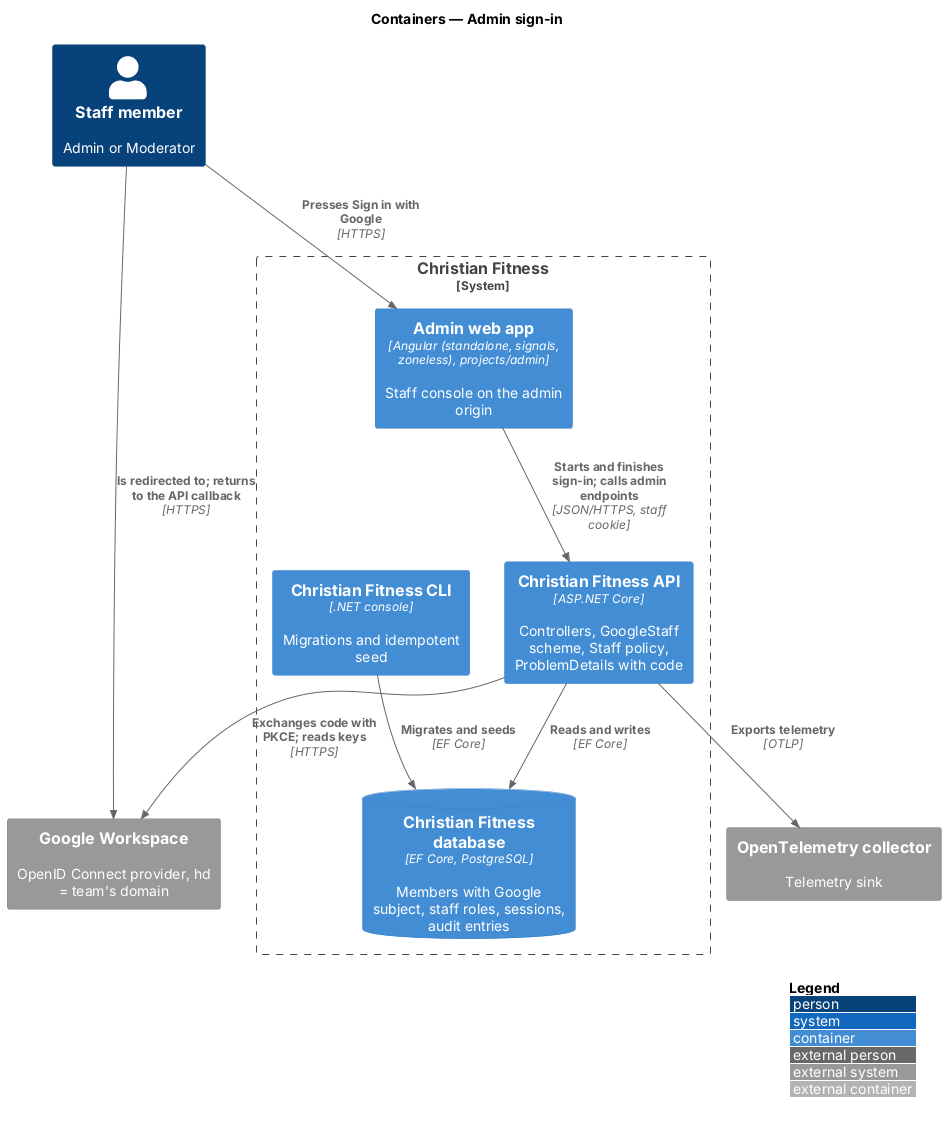 Containers — Admin sign-in
Staff member
Admin or Moderator
Presses Sign in with
Google
[HTTPS]
Christian Fitness
[System]
Admin web app
[Angular (standalone, signals,
zoneless), projects/admin]
Staff console on the admin
origin
Is redirected to; returns
to the API callback
[HTTPS]
Starts and finishes
sign-in; calls admin
endpoints
[JSON/HTTPS, staff
cookie]
Christian Fitness CLI
[.NET console]
Migrations and idempotent
seed
Christian Fitness API
[ASP.NET Core]
Controllers, GoogleStaff
scheme, Staff policy,
ProblemDetails with code
Exchanges code with
PKCE; reads keys
[HTTPS]
Migrates and seeds
[EF Core]
Reads and writes
[EF Core]
Exports telemetry
[OTLP]
Google Workspace
OpenID Connect provider, hd
= team's domain
Christian Fitness
database
[EF Core, PostgreSQL]
Members with Google
subject, staff roles, sessions,
audit entries
OpenTelemetry collector
Telemetry sink
Legend
person
system
container
external person
external system
external container